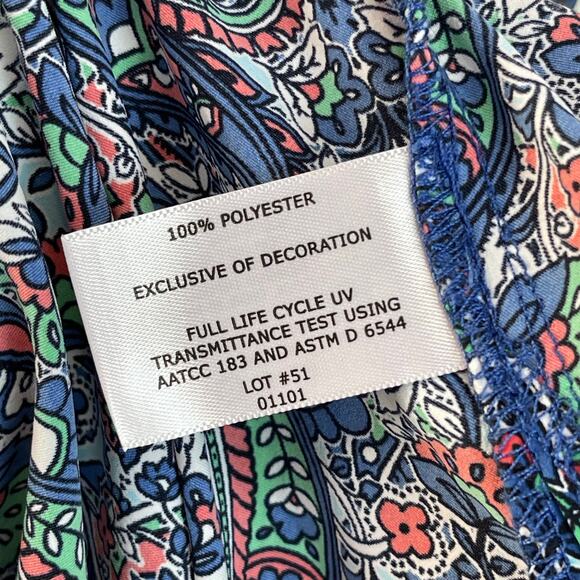 100% POLYESTER
EXCLUSIVE OF DECORATION
FULL LIFE CYCLE UV
TRANSMITTANCE TEST USING
AATCC 183 AND ASTM D 6544
LOT #51
01101